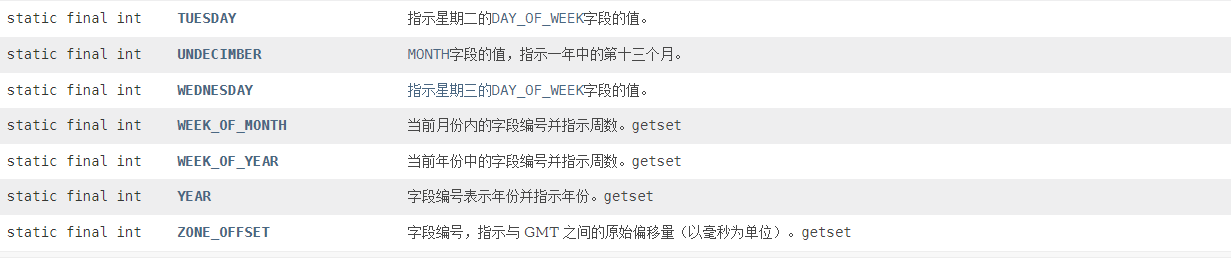 static final int TUESDAY 指示星期二的DAY_OF_WEEK字段的值。
static final int UNDECIMBER MONTH字段的值，指示一年中的第十三个月。
static final int WEDNESDAY 指示星期三的DAY_OF_WEEK字段的值。
static final int WEEK_OF_MONTH 当前月份内的字段编号并指示周数。getset
static final int WEEK_OF_YEAR 当前年份中的字段编号并指示周数。getset
static final int YEAR 字段编号表示年份并指示年份。getset
static final int ZONE_OFFSET 字段编号，指示与 GMT 之间的原始偏移量（以毫秒为单位）。getset